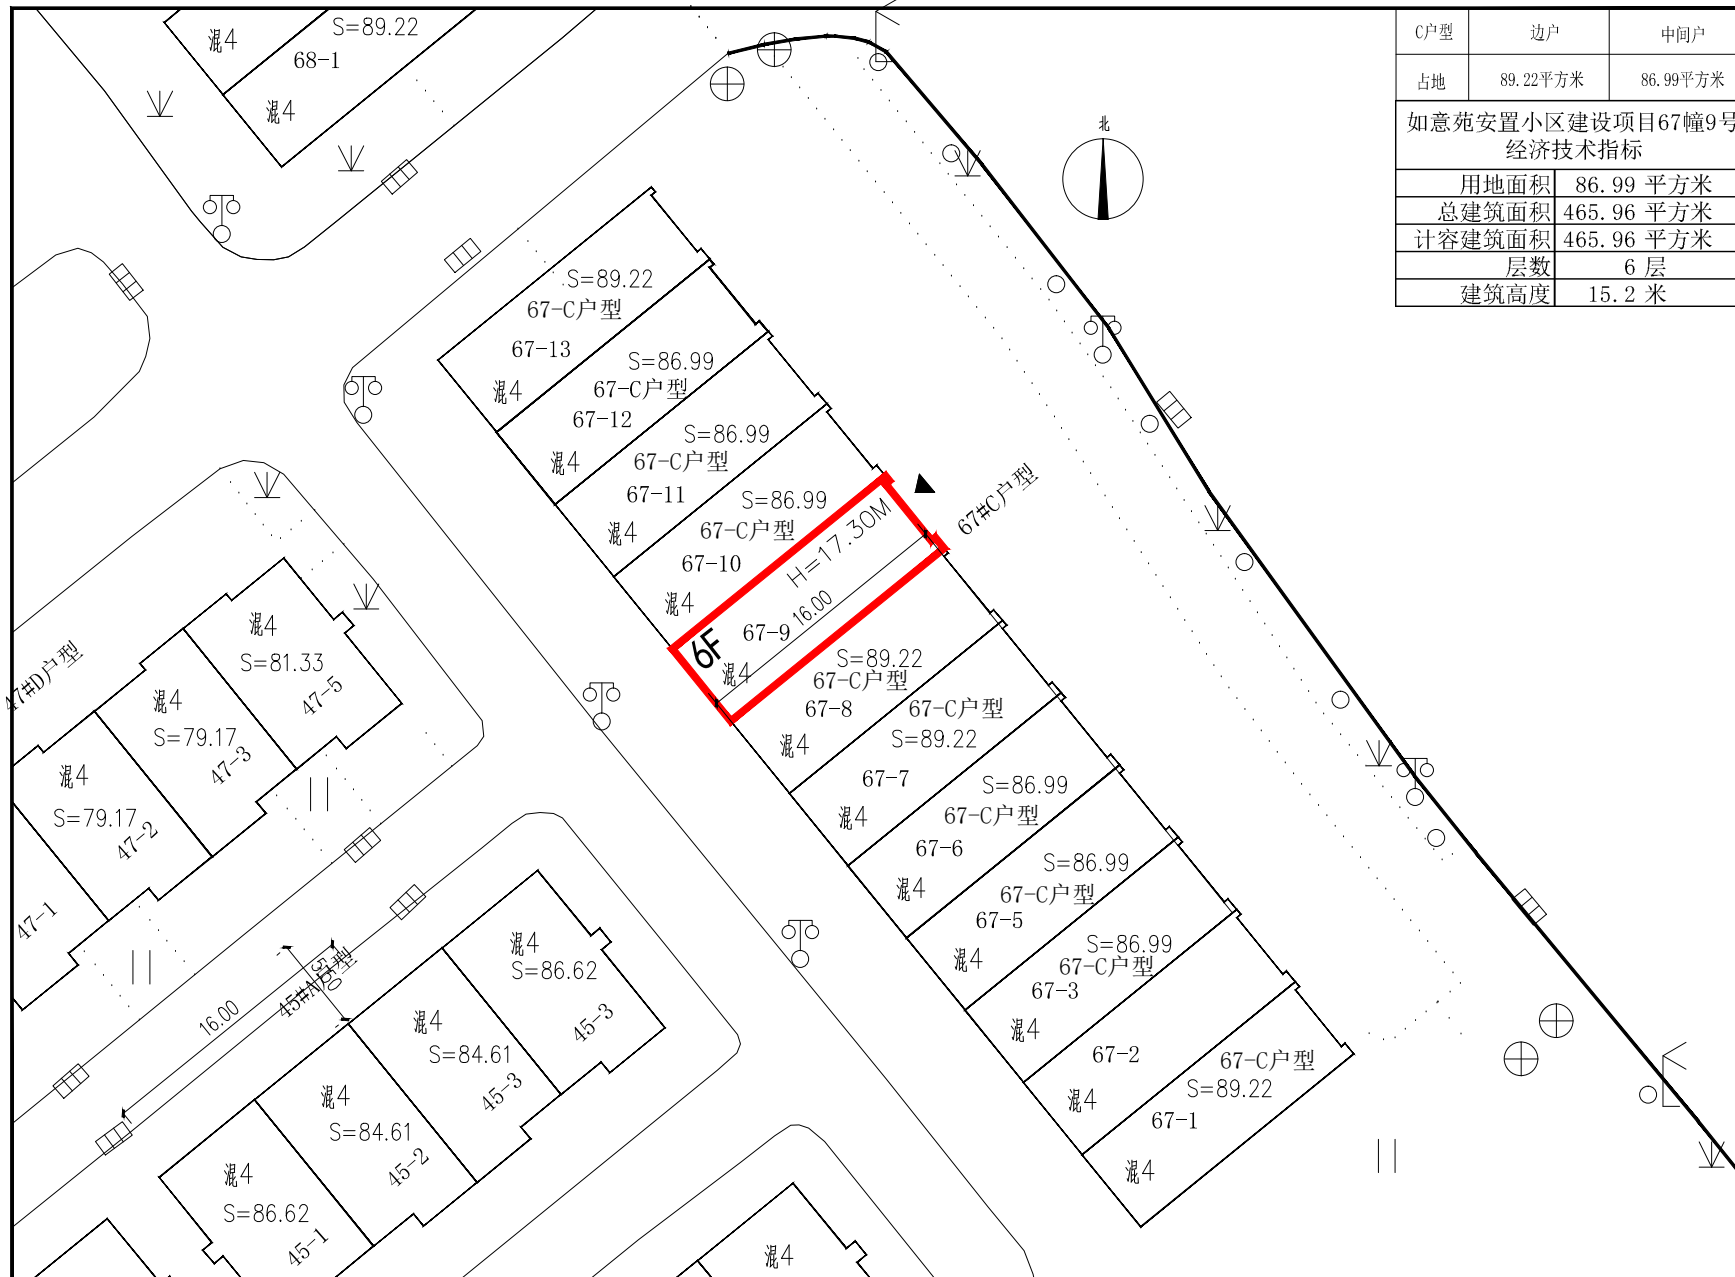 C户型 边户 中间户
占地 89.22平方米 86.99平方米
如意苑安置小区建设项目67幢9号
经济技术指标
用地面积 86.99 平方米
总建筑面积 465.96 平方米
计容建筑面积 465.96 平方米
层数 6 层
建筑高度 15.2 米
北
混4
S=89.22
68-1
混4
S=89.22
67-C户型
67-13
混4
S=86.99
67-C户型
67-12
混4
S=86.99
67-C户型
67-11
混4
S=86.99
67-C户型
67-10
混4
H=17.30M
16.00
67-9
6F
混4
67#C户型
S=89.22
67-C户型
67-8
混4
67-C户型
S=89.22
67-7
混4
S=86.99
67-C户型
67-6
混4
S=86.99
67-C户型
67-5
混4
S=86.99
67-C户型
67-3
混4
67-2
混4
67-C户型
S=89.22
67-1
混4
47#D户型
混4
S=81.33
47-5
混4
S=79.17
47-3
混4
S=79.17
47-2
47-1
16.00
45#A户型
混4
S=86.62
45-3
混4
S=84.61
45-3
混4
S=84.61
45-2
混4
S=86.62
45-1
混4